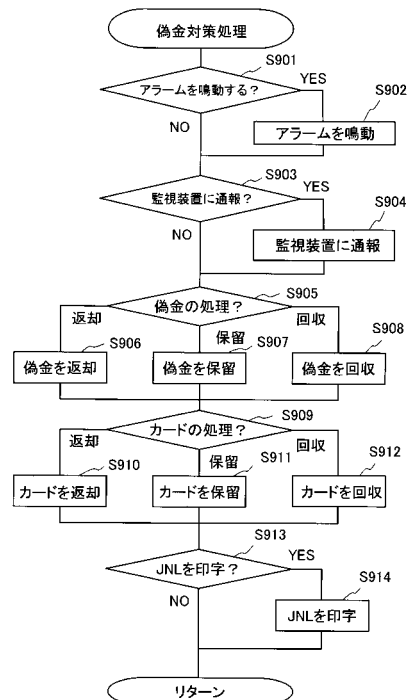 偽金対策処理
S901
アラームを鳴動する？
YES
S902
NO
アラームを鳴動
S903
監視装置に通報？
YES
S904
NO
監視装置に通報
S905
偽金の処理？
返却
保留
回収
S906
S907
S908
偽金を返却
偽金を保留
偽金を回収
S909
カードの処理？
返却
保留
回収
S910
S911
S912
カードを返却
カードを保留
カードを回収
S913
JNLを印字？
YES
S914
NO
JNLを印字
リターン